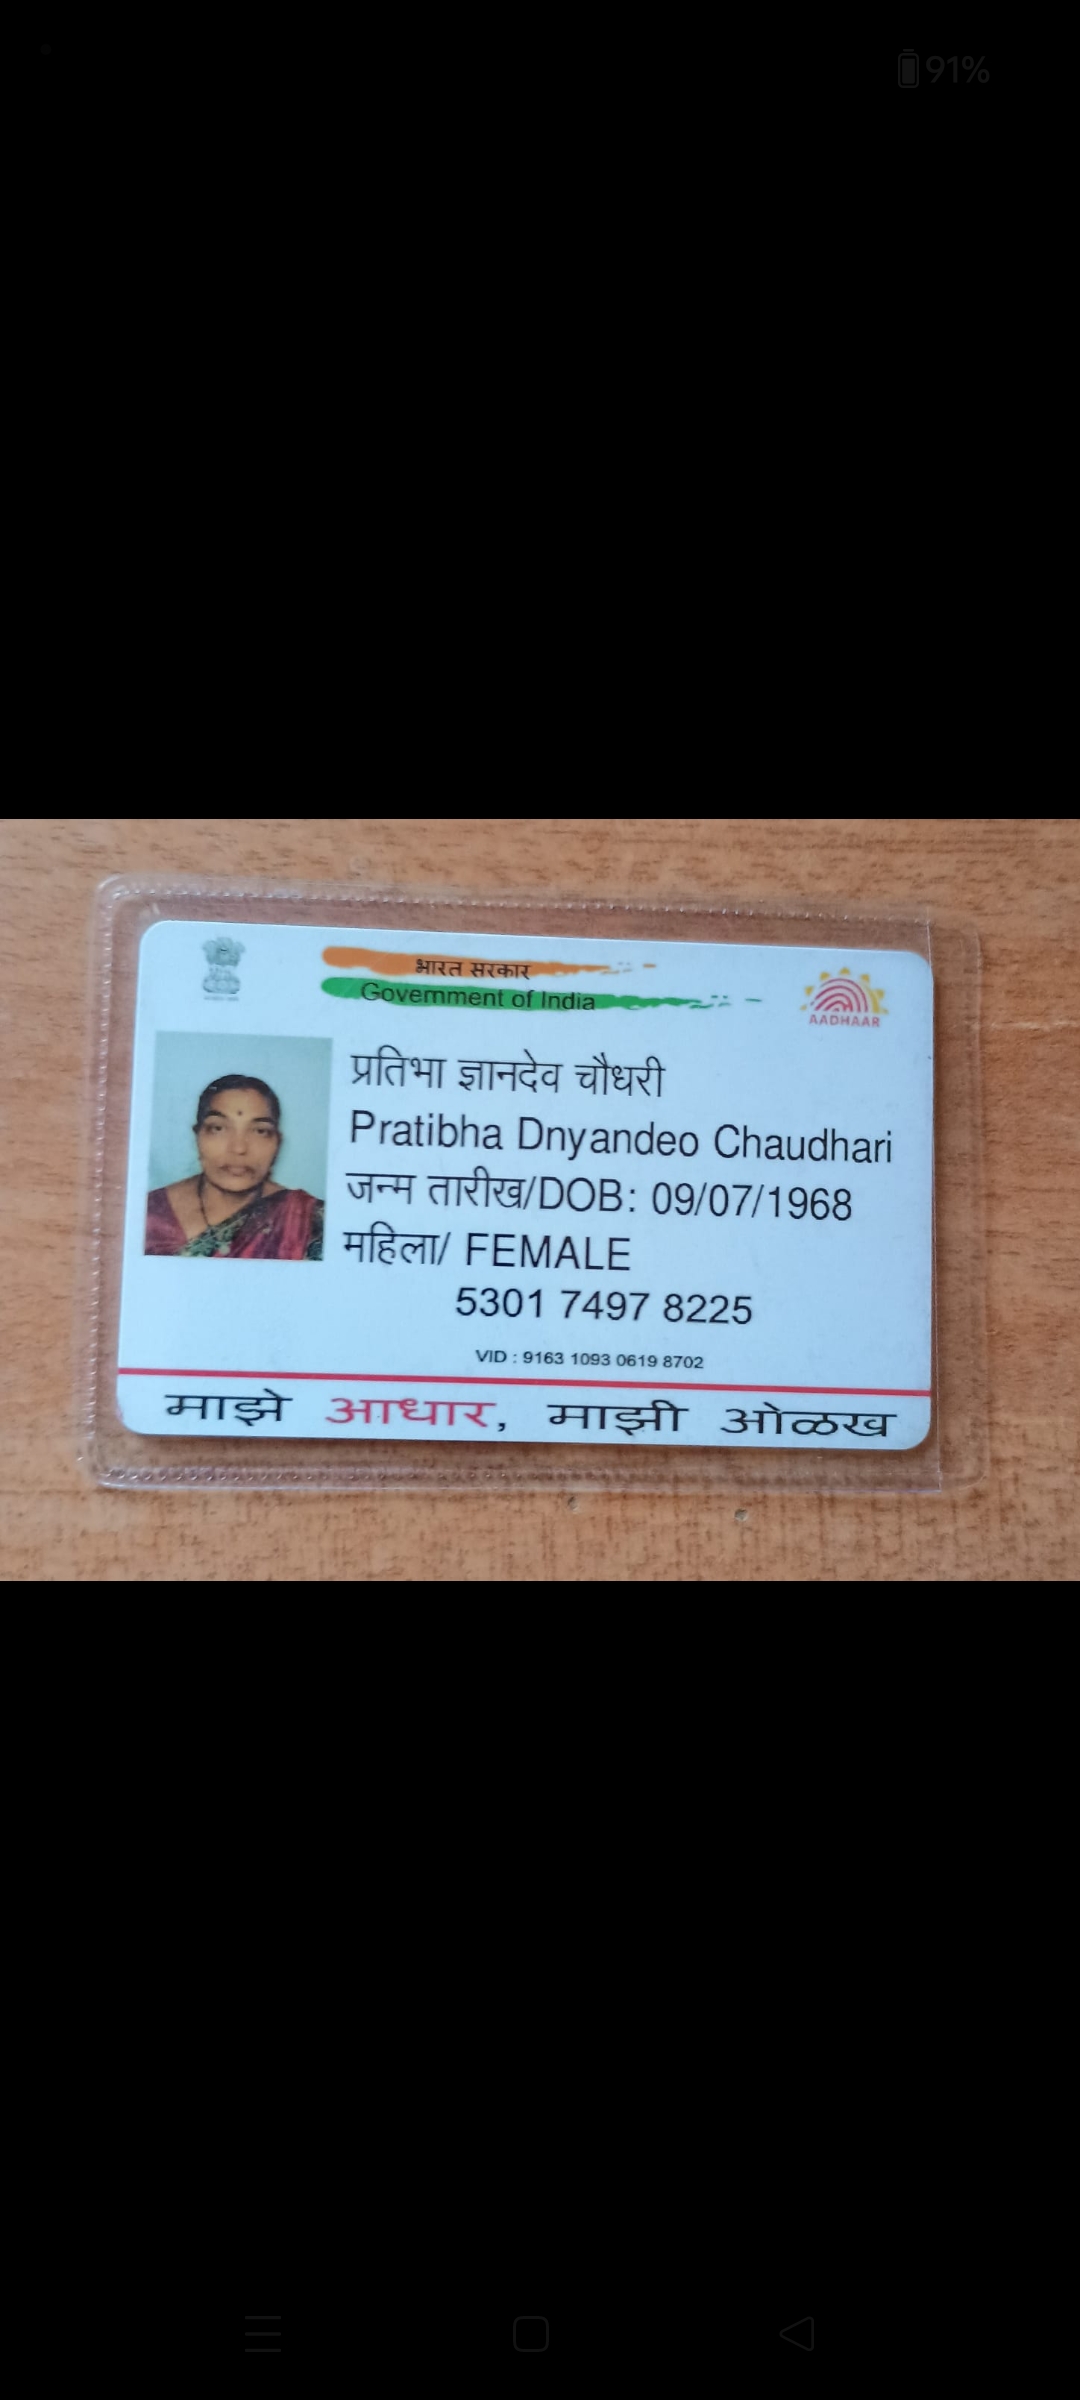 91%
भारत सरकार
Government of India
AADHAAR
प्रतिभा ज्ञानदेव चौधरी
Pratibha Dnyandeo Chaudhari
जन्म तारीख/DOB: 09/07/1968
महिला/ FEMALE
5301 7497 8225
VID : 9163 1093 0619 8702
माझे आधार, माझी ओळख